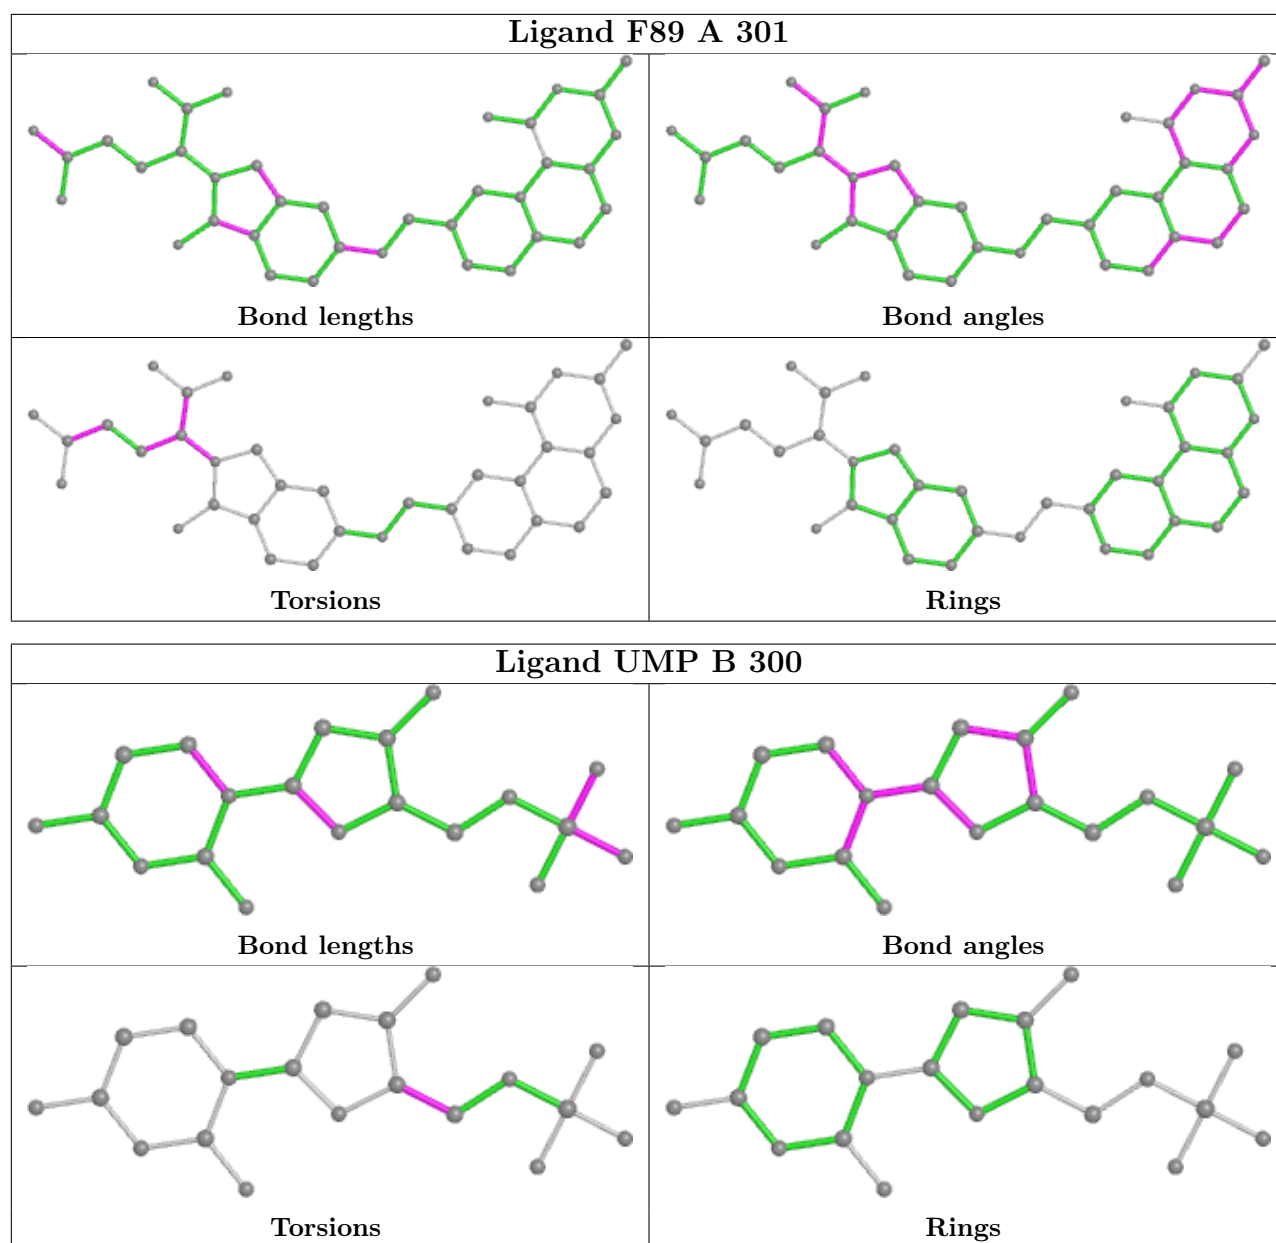 Ligand F89 A 301
Bond lengths
Bond angles
Torsions
Rings
Ligand UMP B 300
Bond lengths
Bond angles
Torsions
Rings